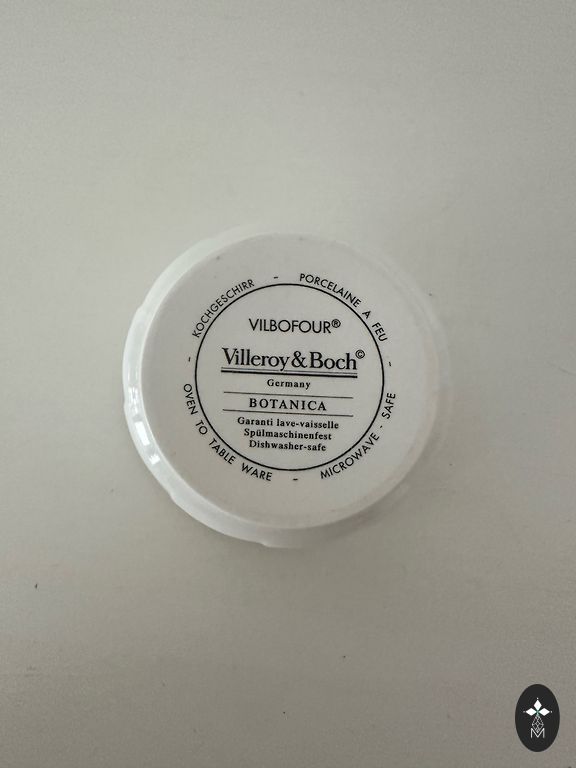 KOCHGESCHIRR - PORCELAINE A FEU -
VILBOFOUR®
Villeroy & Boch©
Germany
BOTANICA
Garanti lave-vaisselle
Spülmaschinenfest
Dishwasher-safe
OVEN TO TABLE WARE - MICROWAVE - SAFE
M